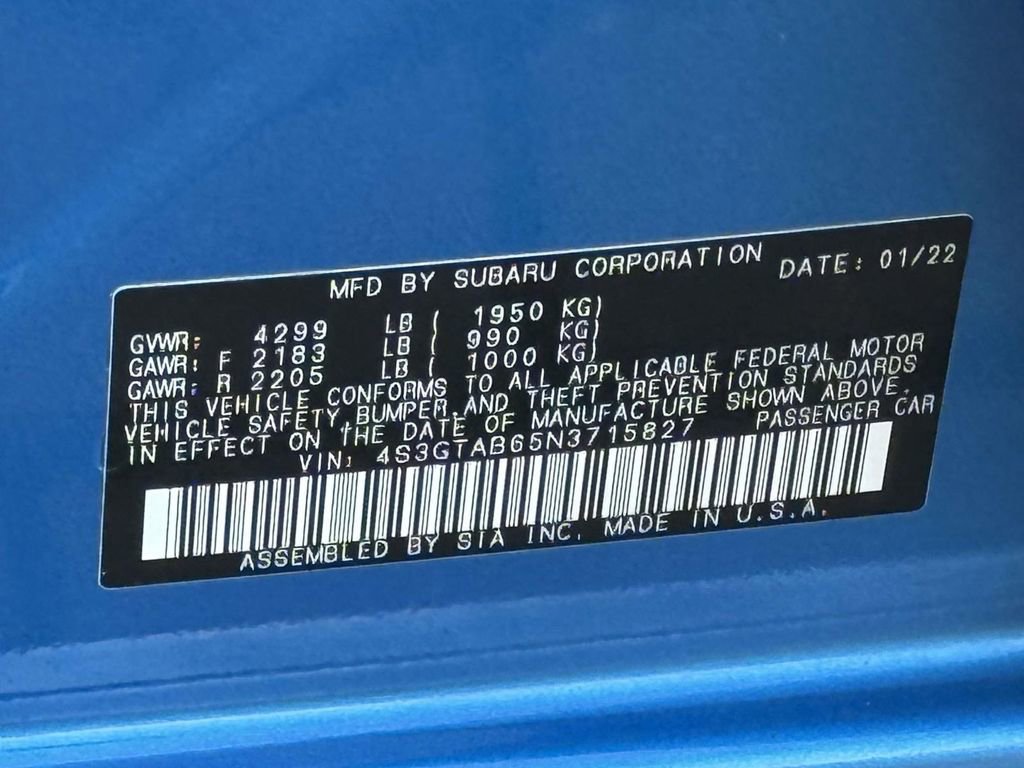 MFD BY SUBARU CORPORATION DATE: 01/22
GVWR: 4299 LB ( 1950 KG)
GAWR: F 2183 LB ( 990 KG)
GAWR: R 2205 LB ( 1000 KG)
THIS VEHICLE CONFORMS TO ALL APPLICABLE FEDERAL MOTOR
VEHICLE SAFETY,BUMPER,AND THEFT PREVENTION STANDARDS
IN EFFECT ON THE DATE OF MANUFACTURE SHOWN ABOVE.
VIN: 4S3GTAB65N3715827 PASSENGER CAR
ASSEMBLED BY SIA INC. MADE IN U.S.A.